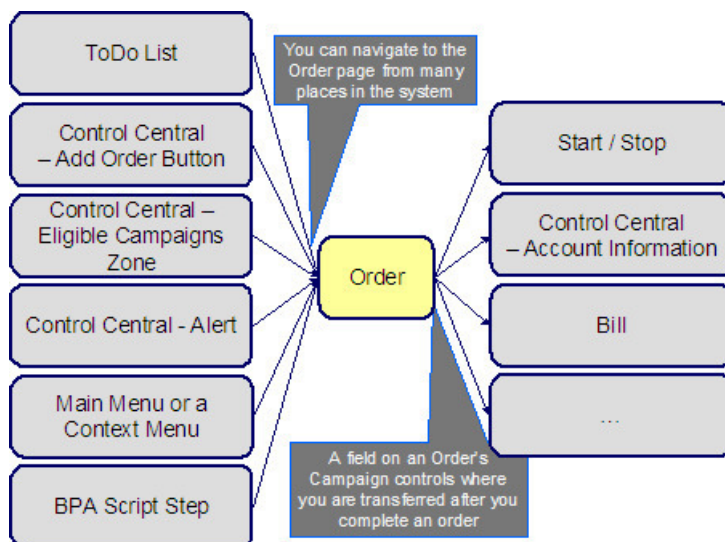 ToDo List
You can navigate to the
Order page from many
places in the system
Control Central
– Add Order Button
Start / Stop
Control Central –
Eligible Campaigns
Zone
Control Central
– Account Information
Order
Control Central - Alert
Bill
Main Menu or a
Context Menu
...
A field on an Order's
Campaign controls where
you are transferred after you
complete an order
BPA Script Step